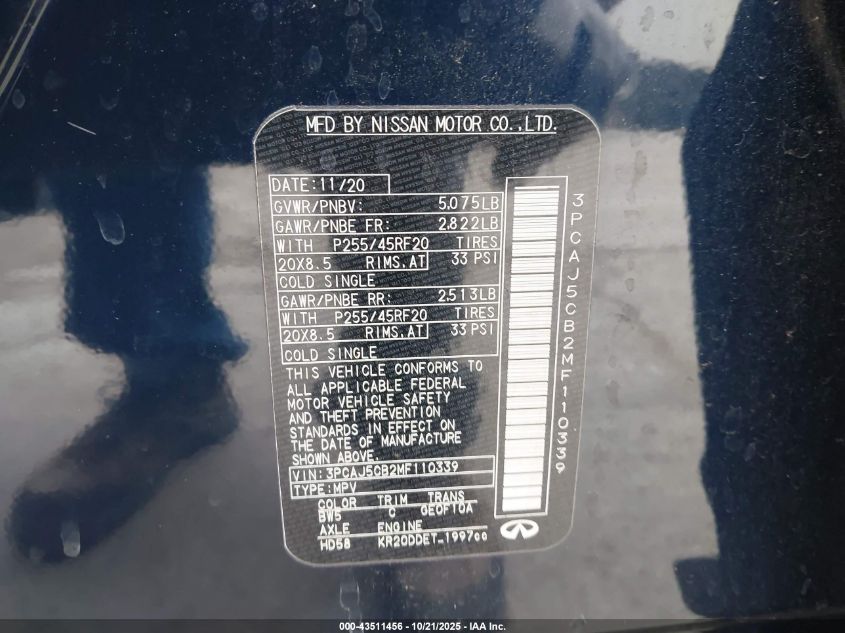 MFD BY NISSAN MOTOR CO.,LTD.
DATE:11/20
GVWR/PNBV: 5.075LB
GAWR/PNBE FR: 2.822LB
WITH P255/45RF20 TIRES
20X8.5 RIMS.AT 33 PSI
COLD SINGLE
GAWR/PNBE RR: 2.513LB
WITH P255/45RF20 TIRES
20X8.5 RIMS.AT 33 PSI
COLD SINGLE
THIS VEHICLE CONFORMS TO
ALL APPLICABLE FEDERAL
MOTOR VEHICLE SAFETY
AND THEFT PREVENTION
STANDARDS IN EFFECT ON
THE DATE OF MANUFACTURE
SHOWN ABOVE.
VIN:3PCAJ5CB2MF110339
TYPE:MPV
COLOR TRIM TRANS
BW5 C GEOF10A
AXLE ENGINE
HD58 KR20DDET_1997cc
3PCAJ5CB2MF110339
000-43511456 - 10/21/2025 - IAA Inc.